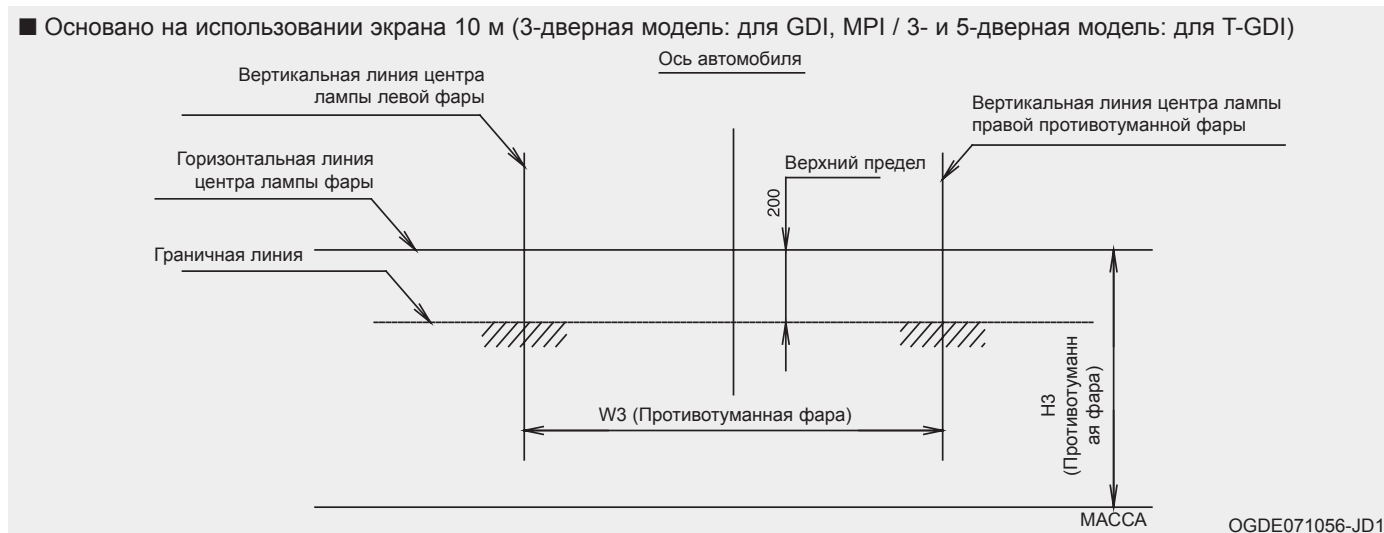 ■ Основано на использовании экрана 10 м (3-дверная модель: для GDI, MPI / 3- и 5-дверная модель: для T-GDI)
Ось автомобиля
Вертикальная линия центра
лампы левой фары
Вертикальная линия центра лампы
правой противотуманной фары
Горизонтальная линия
центра лампы фары
Верхний предел
200
Граничная линия
W3 (Противотуманная фара)
H3
(Противотуманн
ая фара)
МАССА
OGDE071056-JD1